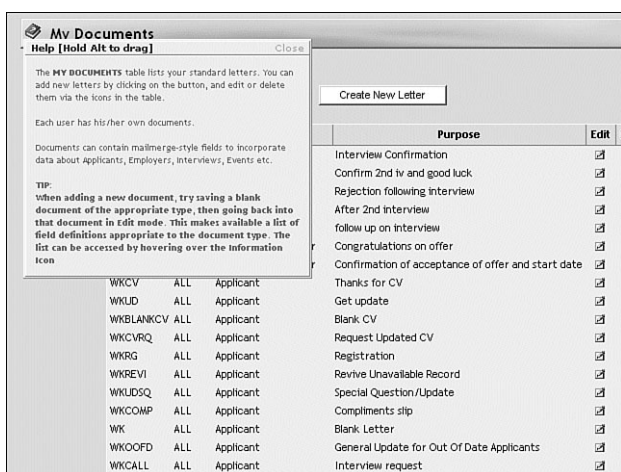 My Documents
Help [Hold Alt to drag] Close
The MY DOCUMENTS table lists your standard letters. You can
add new letters by clicking on the button, and edit or delete
them via the icons in the table.
Each user has his/her own documents.
Documents can contain mailmerge-style fields to incorporate
data about Applicants, Employers, Interviews, Events etc.
TIP:
When adding a new document, try saving a blank
document of the appropriate type, then going back into
that document in Edit mode. This makes available a list of
field definitions appropriate to the document type. The
list can be accessed by hovering over the Information
Icon
Create New Letter
Purpose Edit
Interview Confirmation
Confirm 2nd iv and good luck
Rejection following interview
After 2nd interview
follow up on interview
r Congratulations on offer
r Confirmation of acceptance of offer and start date
WKCV ALL Applicant Thanks for CV
WKUD ALL Applicant Get update
WKBLANKCV ALL Applicant Blank CV
WKCVRQ ALL Applicant Request Updated CV
WKRG ALL Applicant Registration
WKREVI ALL Applicant Revive Unavailable Record
WKUDSQ ALL Applicant Special Question/Update
WKCOMP ALL Applicant Compliments slip
WK ALL Applicant Blank Letter
WKOOFD ALL Applicant General Update for Out Of Date Applicants
WKCALL ALL Applicant Interview request